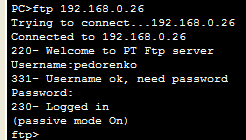 PC>ftp 192.168.0.26
Trying to connect...192.168.0.26
Connected to 192.168.0.26
220- Welcome to PT Ftp server
Username:pedorenko
331- Username ok, need password
Password:
230- Logged in
(passive mode On)
ftp>